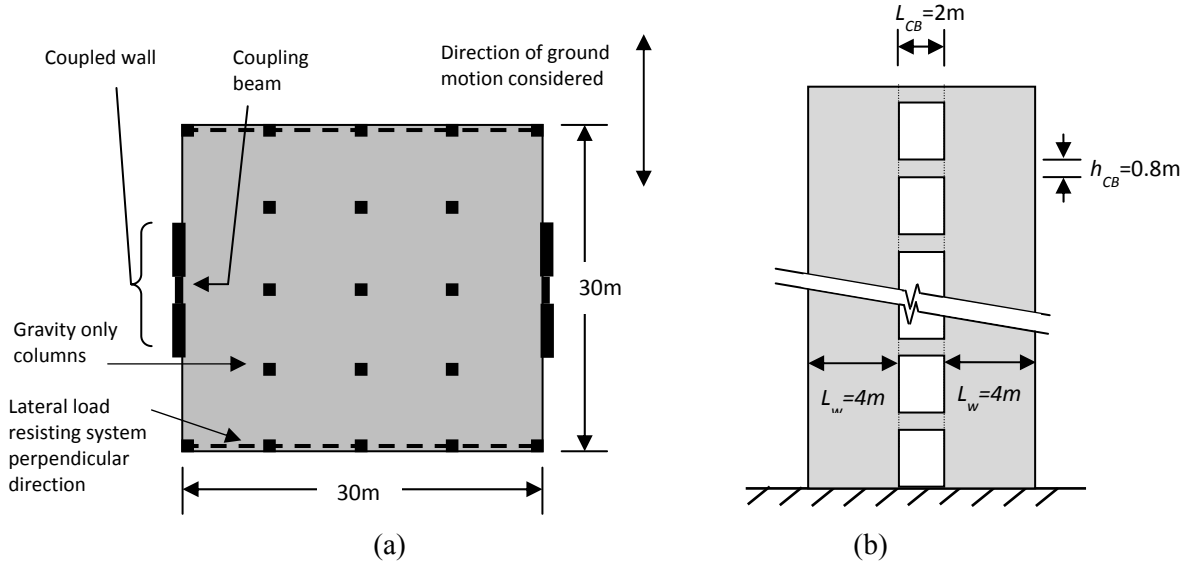 Coupled wall
Coupling
beam
Direction of ground
motion considered
Gravity only
columns
Lateral load
resisting system
perpendicular
direction
30m
30m
(a)
L_CB=2m
h_CB=0.8m
L_w=4m
L_w=4m
(b)